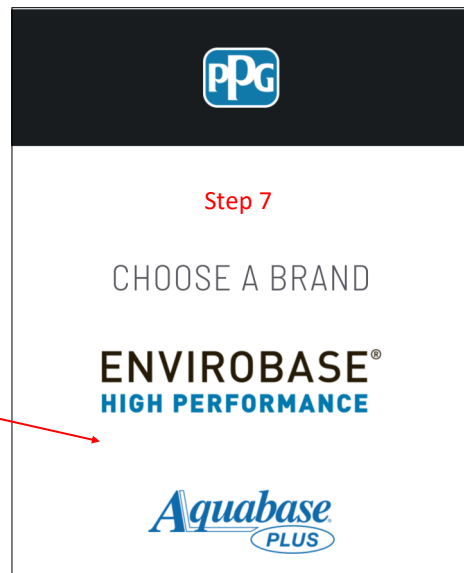 PPG
Step 7
CHOOSE A BRAND
ENVIROBASE®
HIGH PERFORMANCE
Aquabase
PLUS